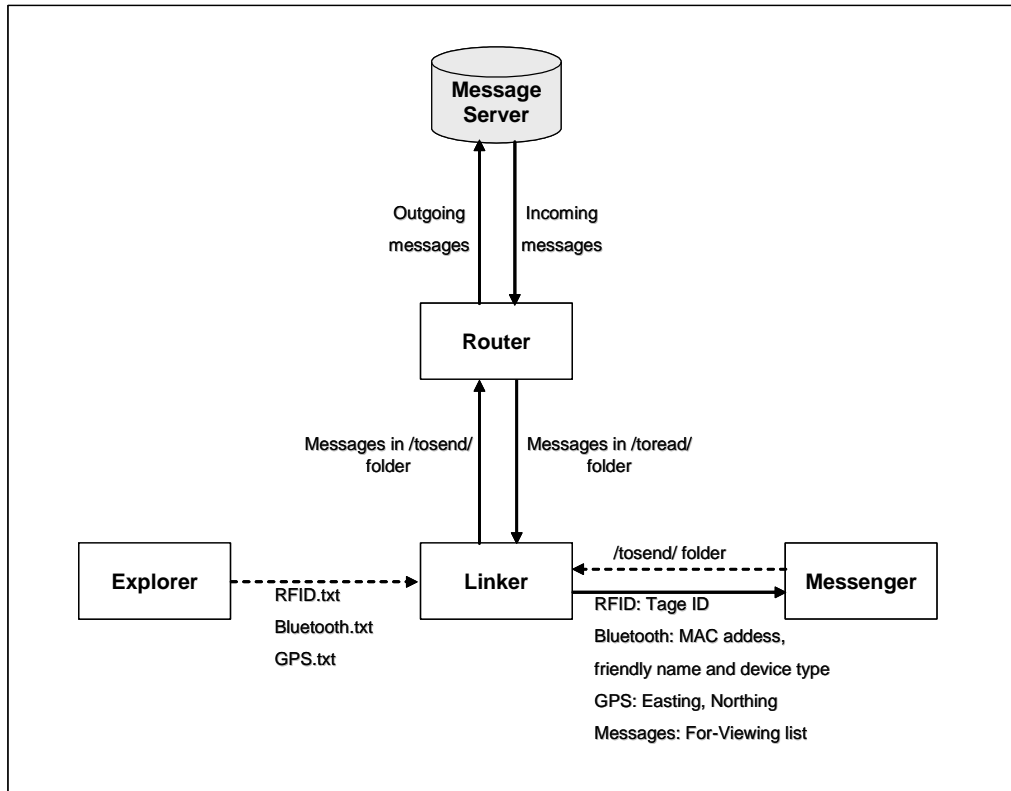 Message
Server
Outgoing
messages
Incoming
messages
Router
Messages in /tosend/
folder
Messages in /toread/
folder
Explorer
RFID.txt
Bluetooth.txt
GPS.txt
Linker
/tosend/ folder
Messenger
RFID: Tage ID
Bluetooth: MAC addess,
friendly name and device type
GPS: Easting, Northing
Messages: For-Viewing list